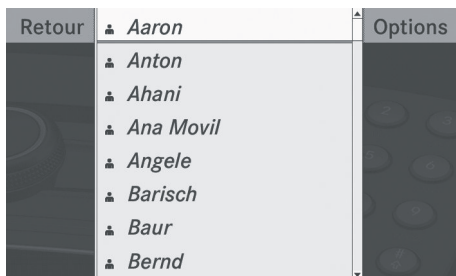 Retour
Aaron
Options
Anton
Ahani
Ana Movil
Angele
Barisch
Baur
Bernd